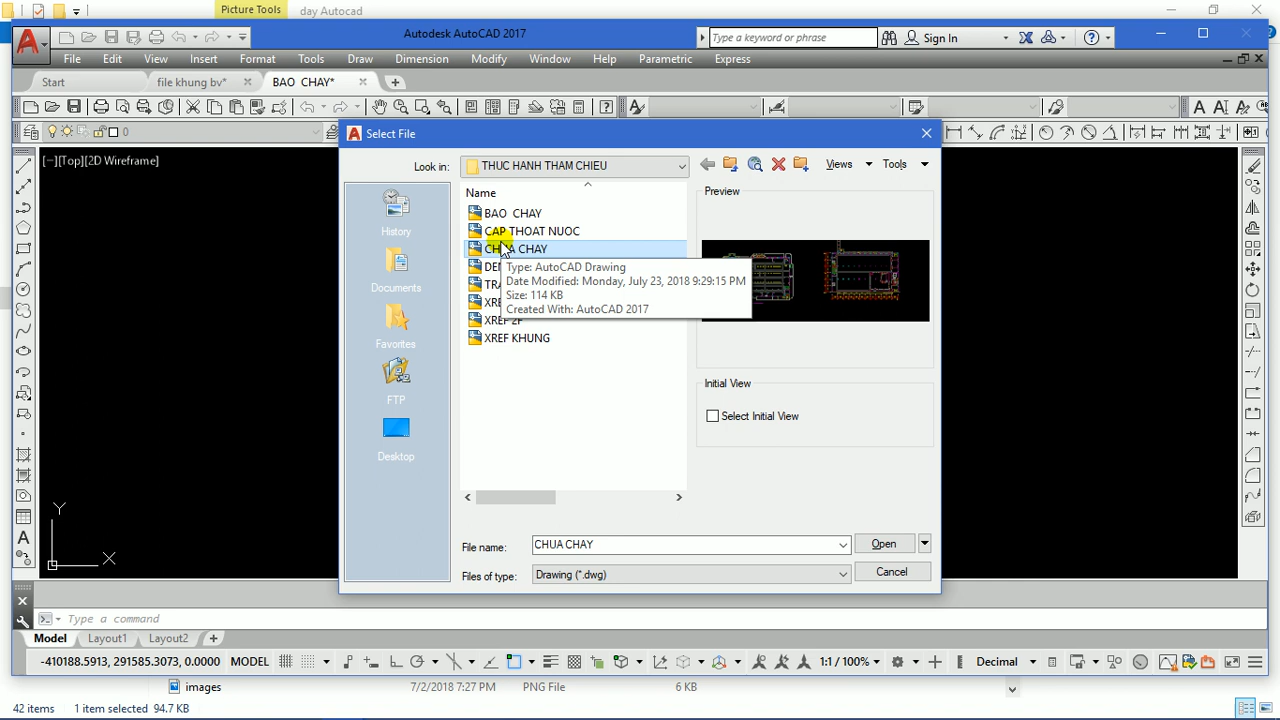 Picture Tools
day Autocad
Autodesk AutoCAD 2017
Type a keyword or phrase
Sign In
File Edit View Insert Format Tools Draw Dimension Modify Window Help Parametric Express
Start
file khung bv*
BAO CHAY*
0
[−][Top][2D Wireframe]
Select File
Look in:
THUC HANH THAM CHIEU
Views
Tools
Name
Preview
History
Documents
Favorites
FTP
Desktop
BAO CHAY
CAP THOAT NUOC
CHUA CHAY
Type: AutoCAD Drawing
Date Modified: Monday, July 23, 2018 9:29:15 PM
Size: 114 KB
Created With: AutoCAD 2017
XREF 2F
XREF KHUNG
Initial View
Select Initial View
File name:
CHUA CHAY
Open
Files of type:
Drawing (*.dwg)
Cancel
Y
X
Type a command
Model
Layout1
Layout2
-410188.5913, 291585.3073, 0.0000 MODEL
1:1 / 100%
Decimal
images
7/2/2018 7:27 PM
PNG File
6 KB
42 items
1 item selected 94.7 KB